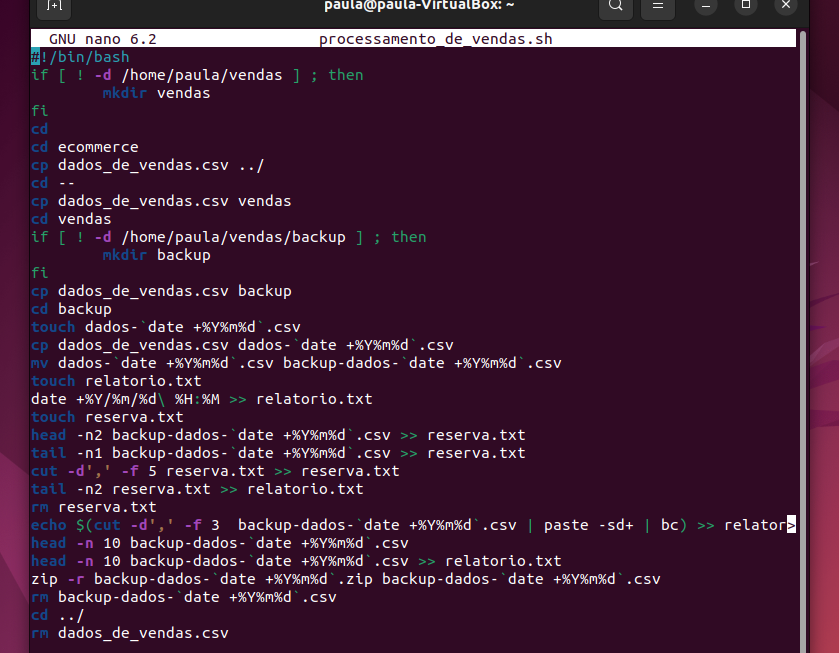 paula@paula-VirtualBox: ~
GNU nano 6.2 processamento_de_vendas.sh
#!/bin/bash
if [ ! -d /home/paula/vendas ] ; then
        mkdir vendas
fi
cd
cd ecommerce
cp dados_de_vendas.csv ../
cd --
cp dados_de_vendas.csv vendas
cd vendas
if [ ! -d /home/paula/vendas/backup ] ; then
        mkdir backup
fi
cp dados_de_vendas.csv backup
cd backup
touch dados-`date +%Y%m%d`.csv
cp dados_de_vendas.csv dados-`date +%Y%m%d`.csv
mv dados-`date +%Y%m%d`.csv backup-dados-`date +%Y%m%d`.csv
touch relatorio.txt
date +%Y/%m/%d\ %H:%M >> relatorio.txt
touch reserva.txt
head -n2 backup-dados-`date +%Y%m%d`.csv >> reserva.txt
tail -n1 backup-dados-`date +%Y%m%d`.csv >> reserva.txt
cut -d',' -f 5 reserva.txt >> reserva.txt
tail -n2 reserva.txt >> relatorio.txt
rm reserva.txt
echo $(cut -d',' -f 3  backup-dados-`date +%Y%m%d`.csv | paste -sd+ | bc) >> relator>
head -n 10 backup-dados-`date +%Y%m%d`.csv
head -n 10 backup-dados-`date +%Y%m%d`.csv >> relatorio.txt
zip -r backup-dados-`date +%Y%m%d`.zip backup-dados-`date +%Y%m%d`.csv
rm backup-dados-`date +%Y%m%d`.csv
cd ../
rm dados_de_vendas.csv